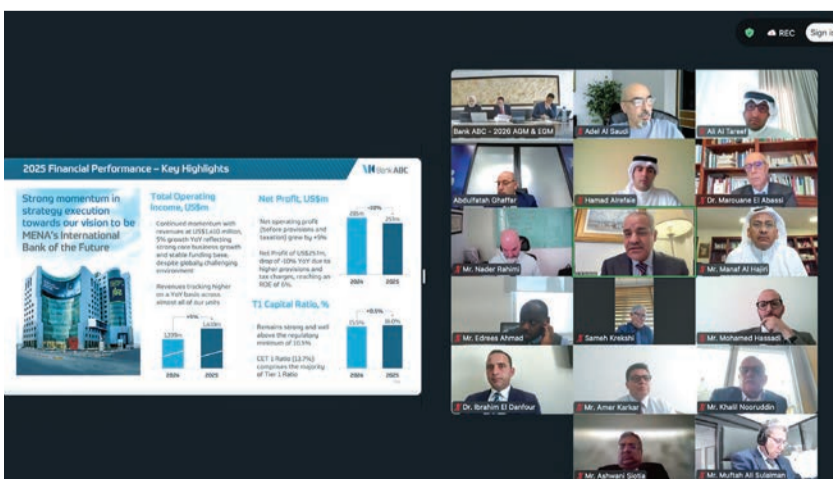 REC
Sign in
2025 Financial Performance – Key Highlights
Bank ABC
Strong momentum in
strategy execution
towards our vision to be
MENA's International
Bank of the Future
Total Operating
Income, US$m
Continued momentum with
revenues at US$1,410 million,
5% growth YoY reflecting
strong core business growth
and stable funding base,
despite globally challenging
environment
Revenues tracking higher
on a YoY basis across
almost all of our units
2024
2025
Net Profit, US$m
Net operating profit
(before provisions and
taxation) grew by
Net Profit of US$251m,
drop of -10% YoY due to
higher provisions and
tax charges, reaching an
ROE of 6%.
2024
2025
T1 Capital Ratio, %
Remains strong and well
above the regulatory
minimum of 10.5%
CET 1 Ratio (13.7%)
comprises the majority
of Tier 1 Ratio
2024
2025
Bank ABC - 2026 AGM & EGM
Adel Al Saudi
Ali Al Tareef
Abdulfatah Ghaffar
Hamad Alrefaie
Dr. Marouane El Abassi
Mr. Nader Rahimi
Mr. Manaf Al Hajiri
Mr. Edrees Ahmad
Sameh Krekshi
Mr. Mohamed Hassadi
Dr. Ibrahim El Danfour
Mr. Amer Karkar
Mr. Khalil Nooruddin
Mr. Ashwani Siotia
Mr. Muftah Ali Sulaiman